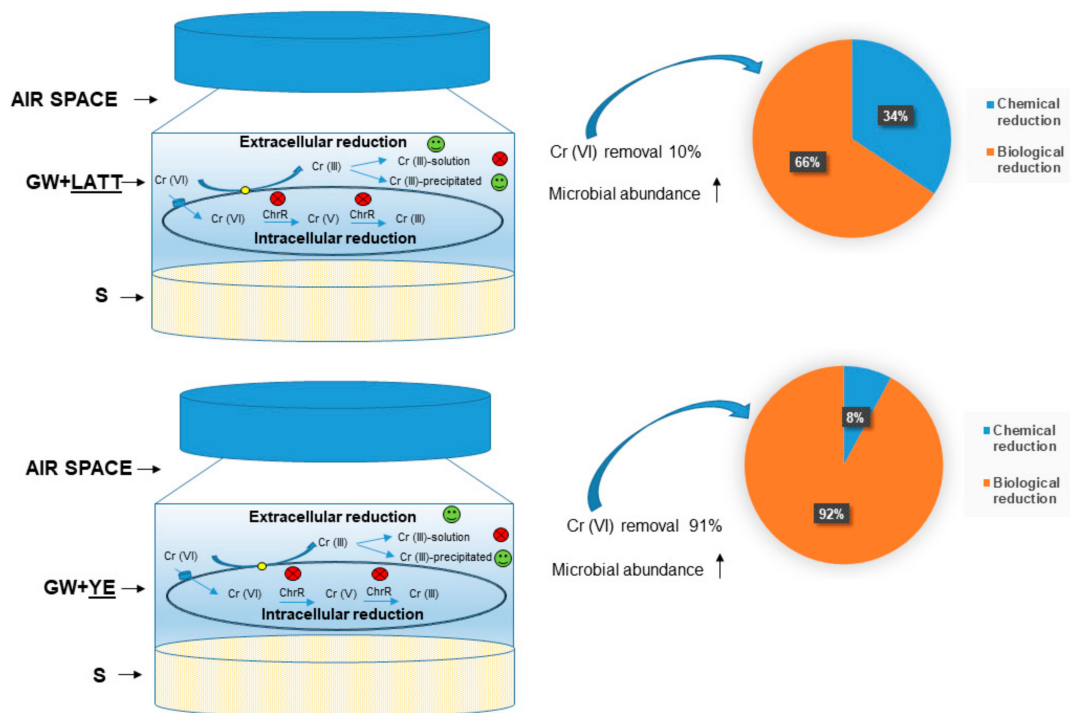 AIR SPACE
GW+LATT
S
Extracellular reduction
Cr (VI)
Cr (III)
Cr (III)-solution
Cr (III)-precipitated
Cr (VI)
ChrR
Cr (V)
ChrR
Cr (III)
Intracellular reduction
Cr (VI) removal 10%
Microbial abundance
34%
66%
Chemical
reduction
Biological
reduction
AIR SPACE
GW+YE
S
Extracellular reduction
Cr (VI)
Cr (III)
Cr (III)-solution
Cr (III)-precipitated
Cr (VI)
ChrR
Cr (V)
ChrR
Cr (III)
Intracellular reduction
Cr (VI) removal 91%
Microbial abundance
8%
92%
Chemical
reduction
Biological
reduction